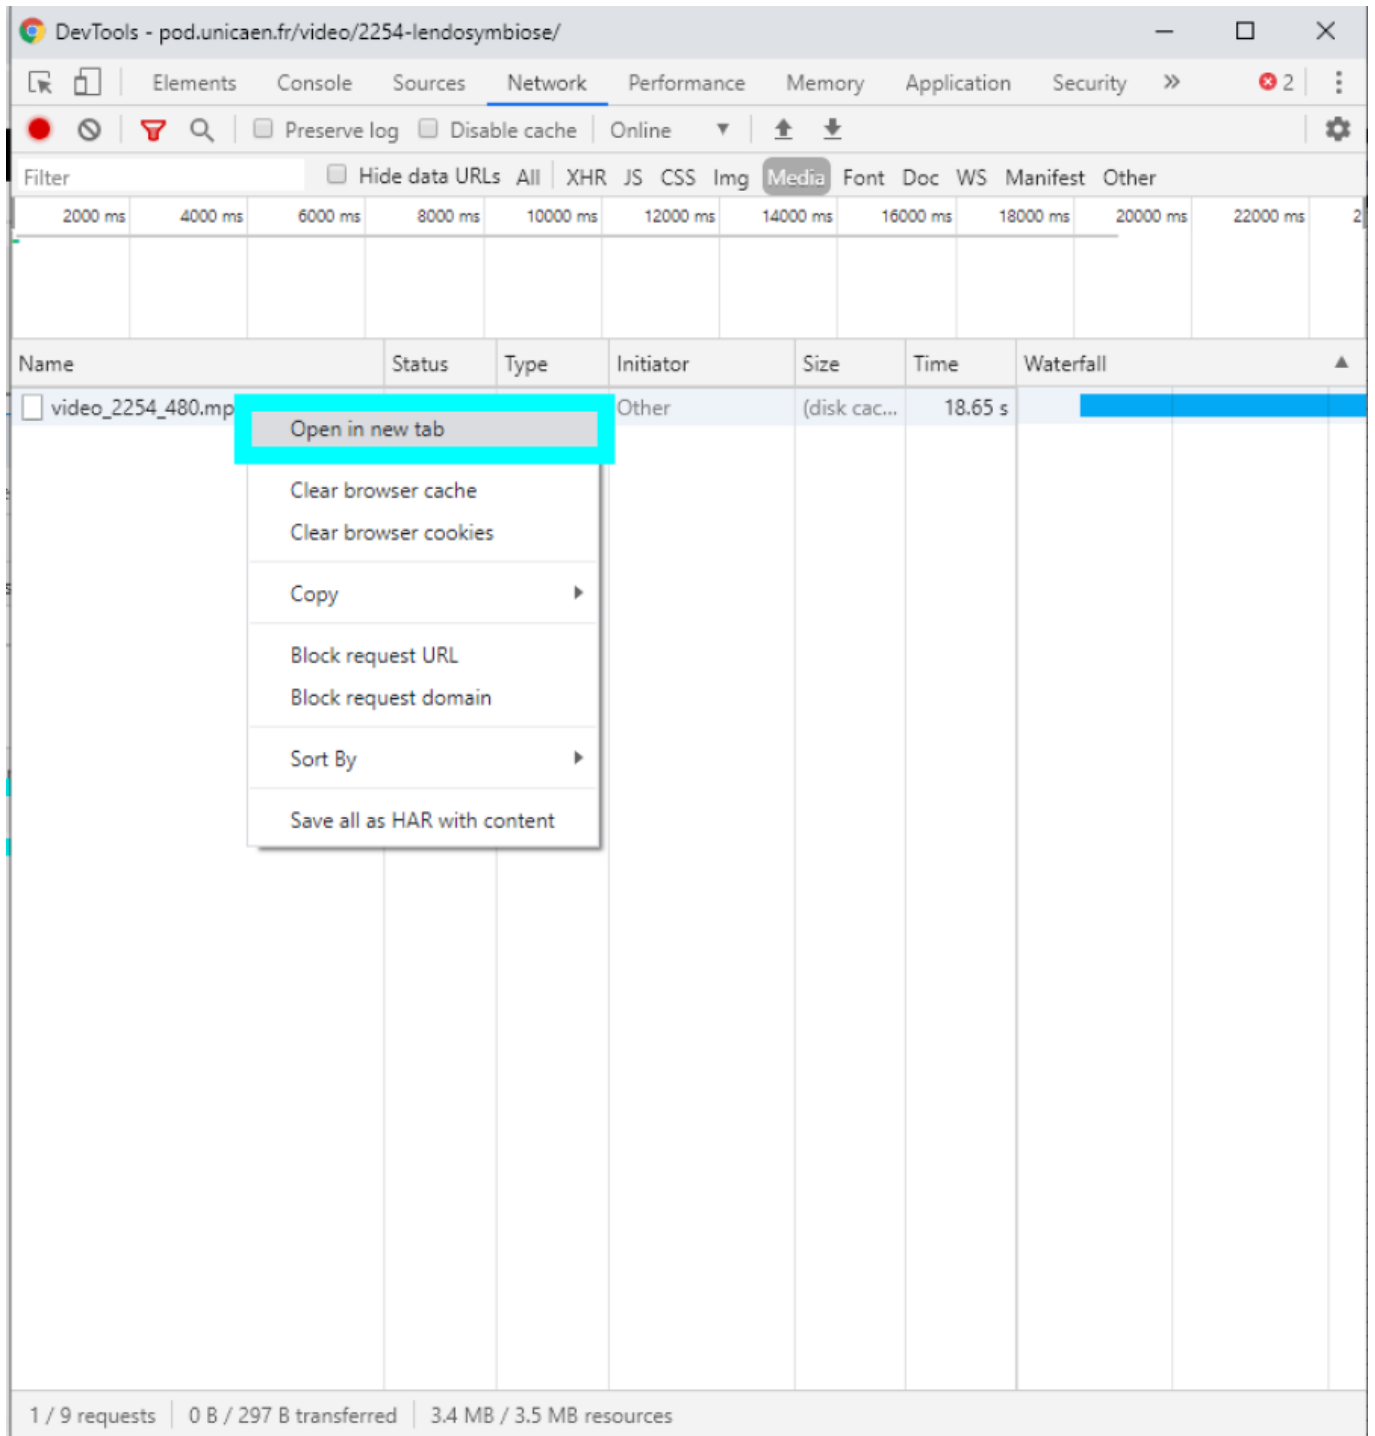 DevTools - pod.unicaen.fr/video/2254-lendosymbiose/
Elements Console Sources Network Performance Memory Application Security » 2
Preserve log Disable cache Online
Filter Hide data URLs All XHR JS CSS Img Media Font Doc WS Manifest Other
2000 ms 4000 ms 6000 ms 8000 ms 10000 ms 12000 ms 14000 ms 16000 ms 18000 ms 20000 ms 22000 ms 2
Name Status Type Initiator Size Time Waterfall
video_2254_480.mp Other (disk cac... 18.65 s
Open in new tab
Clear browser cache
Clear browser cookies
Copy
Block request URL
Block request domain
Sort By
Save all as HAR with content
1 / 9 requests 0 B / 297 B transferred 3.4 MB / 3.5 MB resources